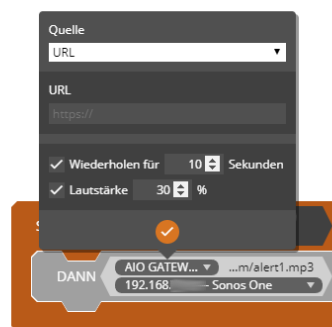 Quelle
URL
URL
https://
Wiederholen für 10 Sekunden
Lautstärke 30 %
S
DANN AIO GATEW... ...m/alert1.mp3
192.168. - Sonos One